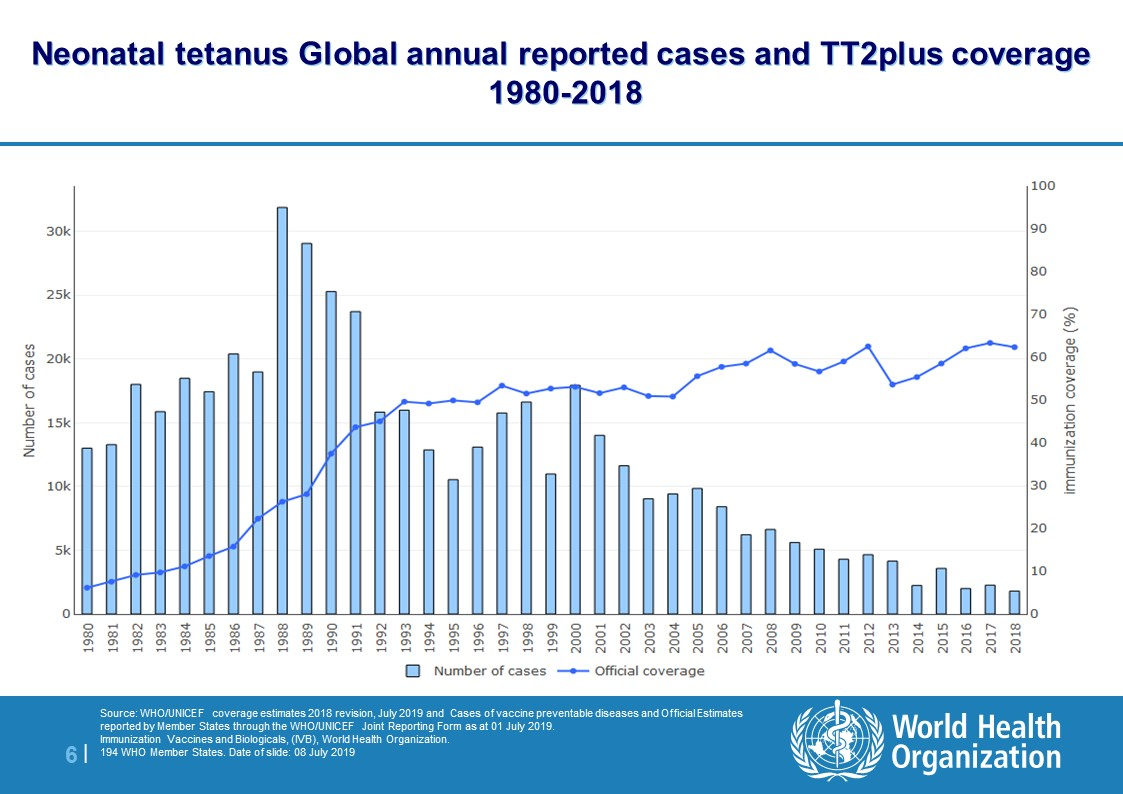 Neonatal tetanus Global annual reported cases and TT2plus coverage
1980-2018
100
90
80
70
60
50
40
30
20
10
0
30k
25k
20k
15k
10k
5k
0
Number of cases
immunization coverage (%)
1980 1981 1982 1983 1984 1985 1986 1987 1988 1989 1990 1991 1992 1993 1994 1995 1996 1997 1998 1999 2000 2001 2002 2003 2004 2005 2006 2007 2008 2009 2010 2011 2012 2013 2014 2015 2016 2017 2018
Number of cases Official coverage
Source: WHO/UNICEF coverage estimates 2018 revision, July 2019 and Cases of vaccine preventable diseases and Official Estimates
reported by Member States through the WHO/UNICEF Joint Reporting Form as at 01 July 2019.
Immunization Vaccines and Biologicals, (IVB), World Health Organization.
194 WHO Member States. Date of slide: 08 July 2019
6 |
World Health
Organization